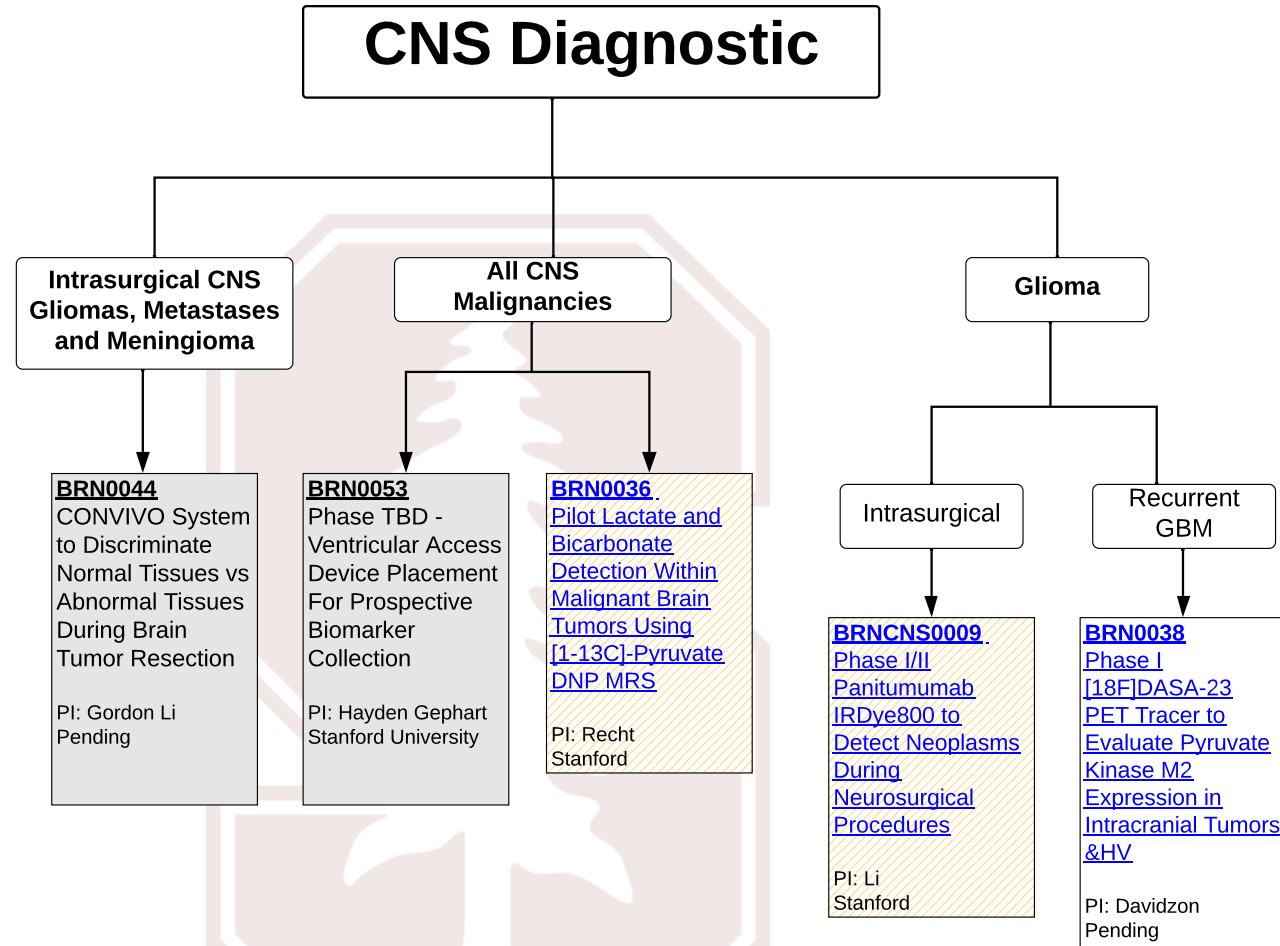 CNS Diagnostic
Intrasurgical CNS
Gliomas, Metastases
and Meningioma
All CNS
Malignancies
Glioma
BRN0044
CONVIVO System
to Discriminate
Normal Tissues vs
Abnormal Tissues
During Brain
Tumor Resection
PI: Gordon Li
Pending
BRN0053
Phase TBD -
Ventricular Access
Device Placement
For Prospective
Biomarker
Collection
PI: Hayden Gephart
Stanford University
BRN0036
Pilot Lactate and
Bicarbonate
Detection Within
Malignant Brain
Tumors Using
[1-13C]-Pyruvate
DNP MRS
PI: Recht
Stanford
Intrasurgical
Recurrent
GBM
BRNCNS0009
Phase I/II
Panitumumab
IRDye800 to
Detect Neoplasms
During
Neurosurgical
Procedures
PI: Li
Stanford
BRN0038
Phase I
[18F]DASA-23
PET Tracer to
Evaluate Pyruvate
Kinase M2
Expression in
Intracranial Tumors
&HV
PI: Davidzon
Pending